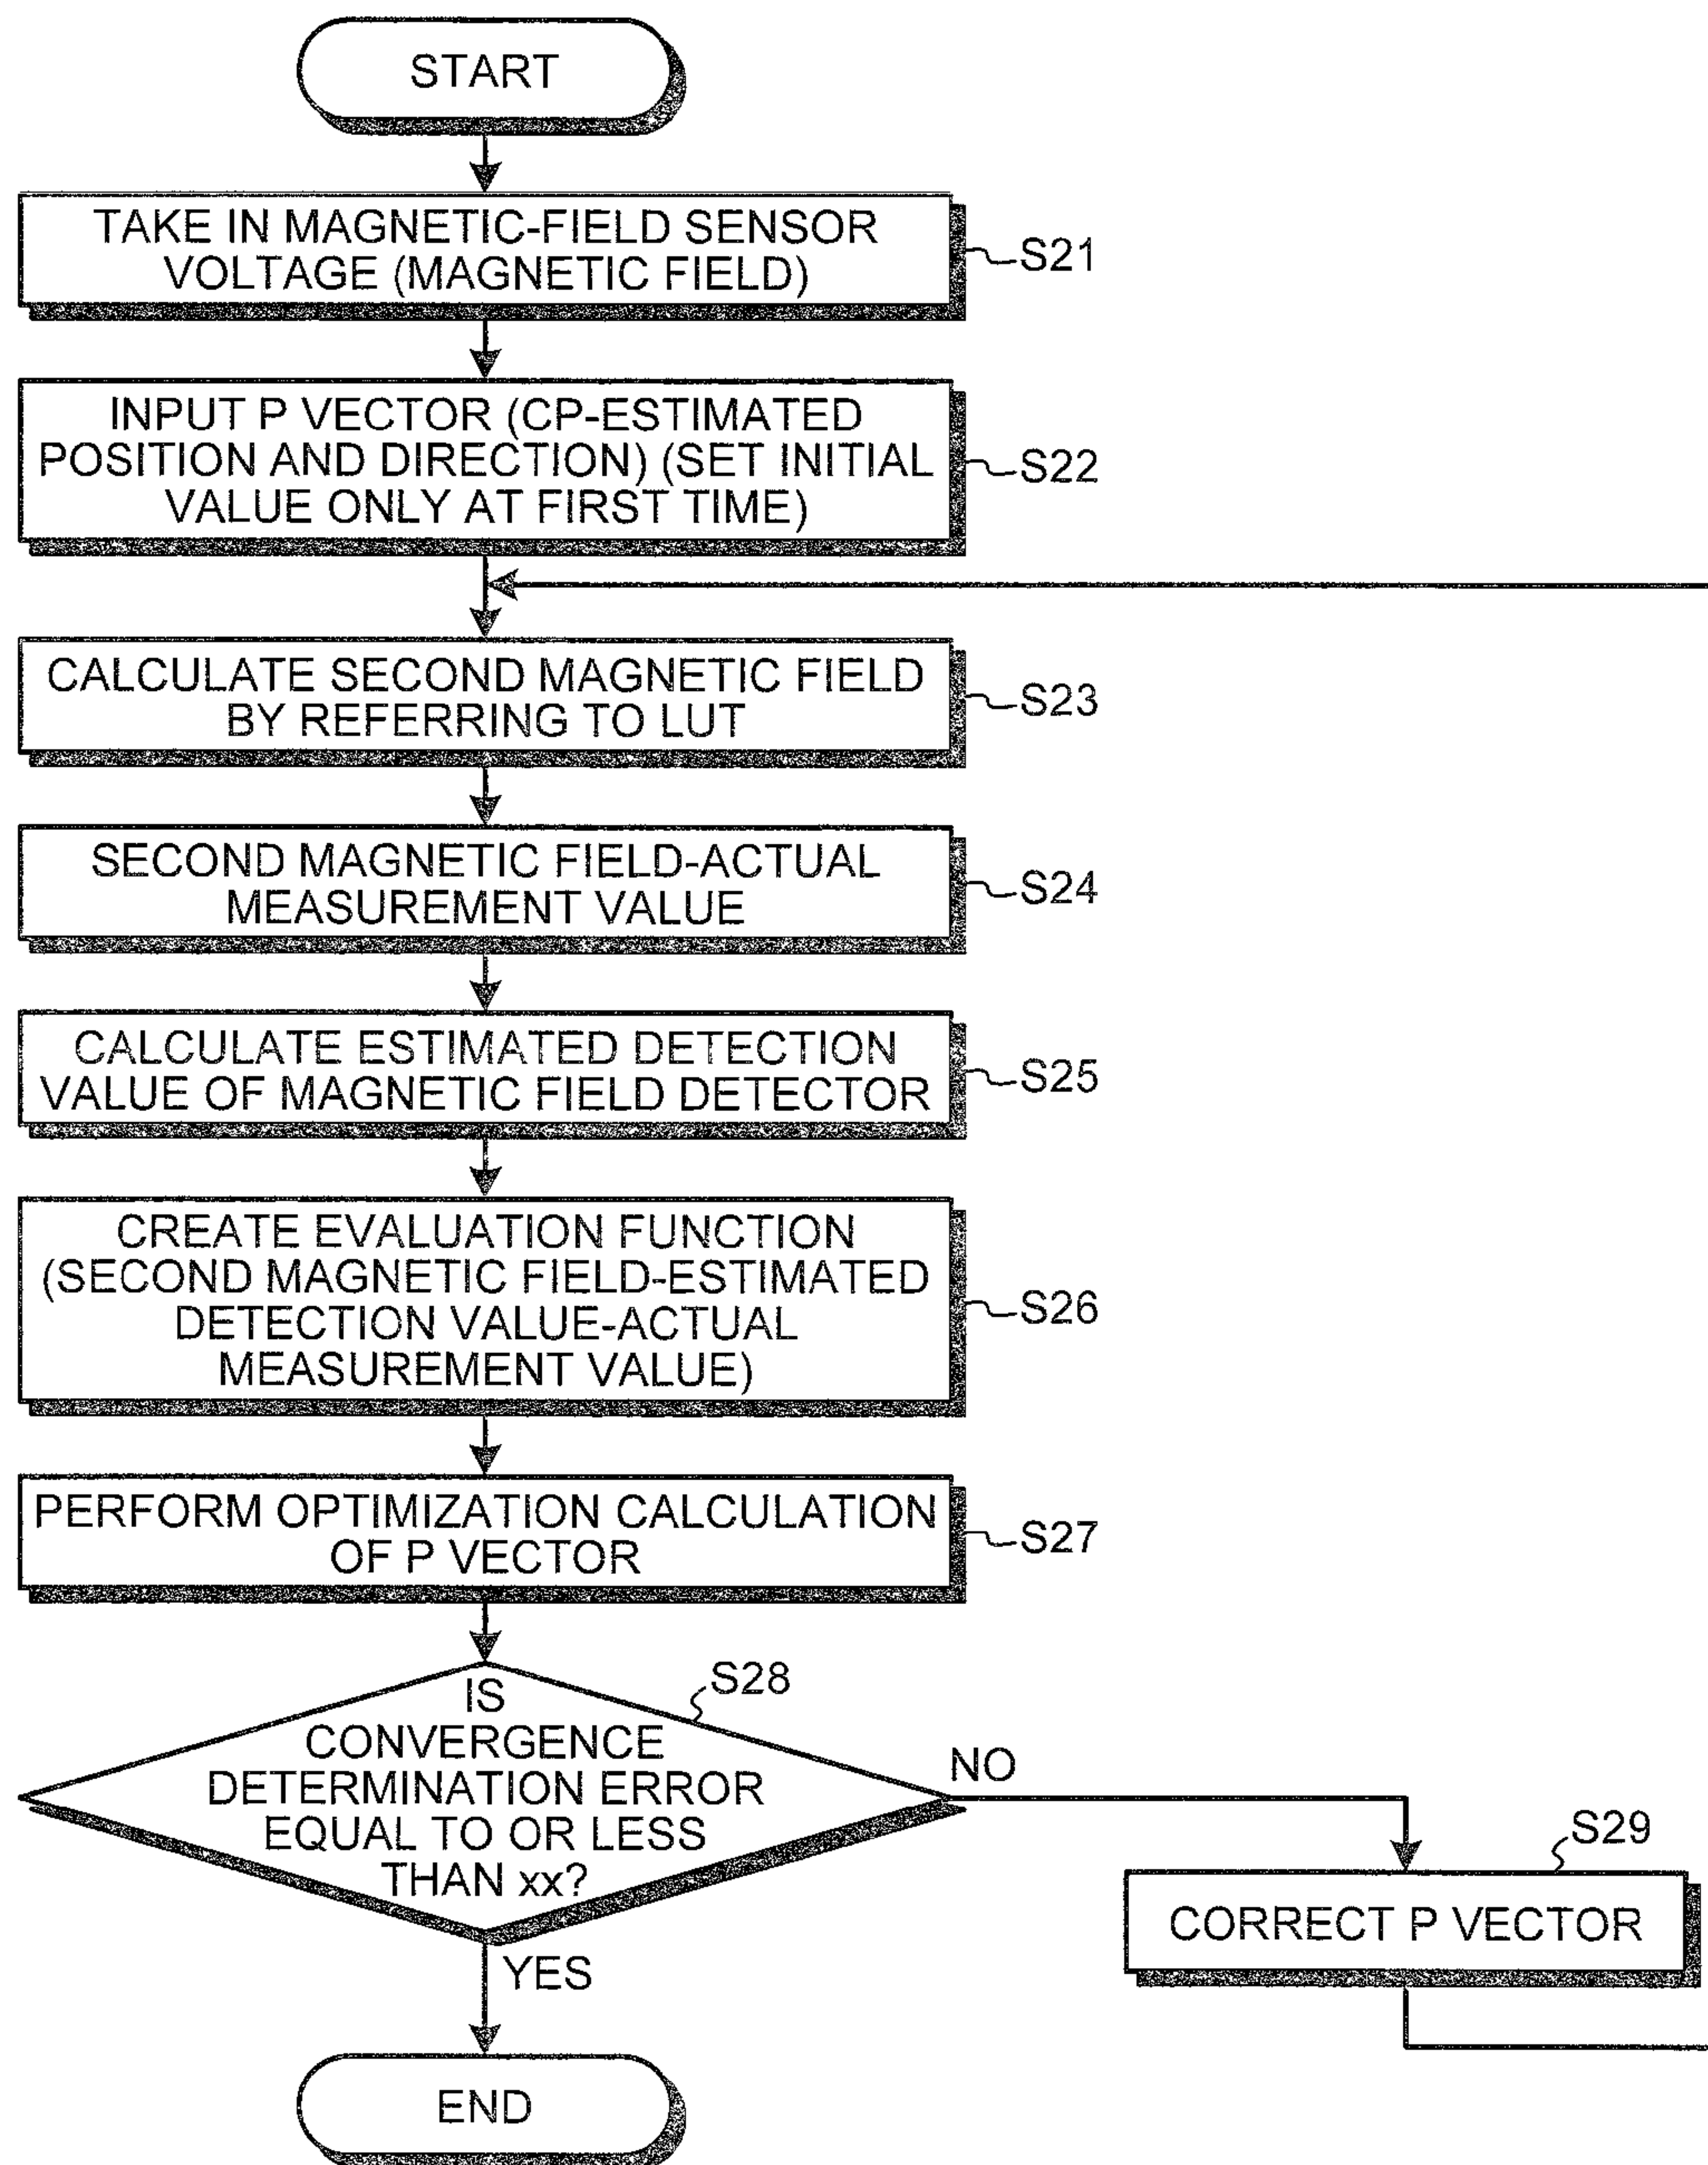 START
TAKE IN MAGNETIC-FIELD SENSOR
VOLTAGE (MAGNETIC FIELD)
S21
INPUT P VECTOR (CP-ESTIMATED
POSITION AND DIRECTION) (SET INITIAL
VALUE ONLY AT FIRST TIME)
S22
CALCULATE SECOND MAGNETIC FIELD
BY REFERRING TO LUT
S23
SECOND MAGNETIC FIELD-ACTUAL
MEASUREMENT VALUE
S24
CALCULATE ESTIMATED DETECTION
VALUE OF MAGNETIC FIELD DETECTOR
S25
CREATE EVALUATION FUNCTION
(SECOND MAGNETIC FIELD-ESTIMATED
DETECTION VALUE-ACTUAL
MEASUREMENT VALUE)
S26
PERFORM OPTIMIZATION CALCULATION
OF P VECTOR
S27
S28
IS
CONVERGENCE
DETERMINATION ERROR
EQUAL TO OR LESS
THAN xx?
NO
S29
CORRECT P VECTOR
YES
END